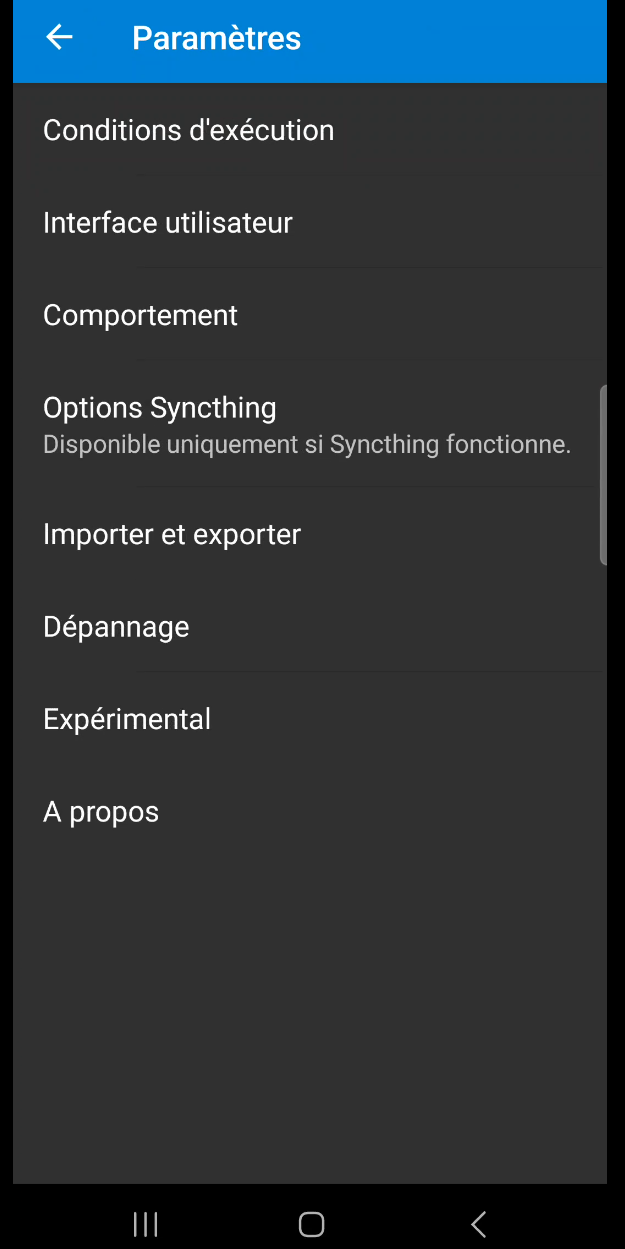 Paramètres
Conditions d'exécution
Interface utilisateur
Comportement
Options Syncthing
Disponible uniquement si Syncthing fonctionne.
Importer et exporter
Dépannage
Expérimental
A propos